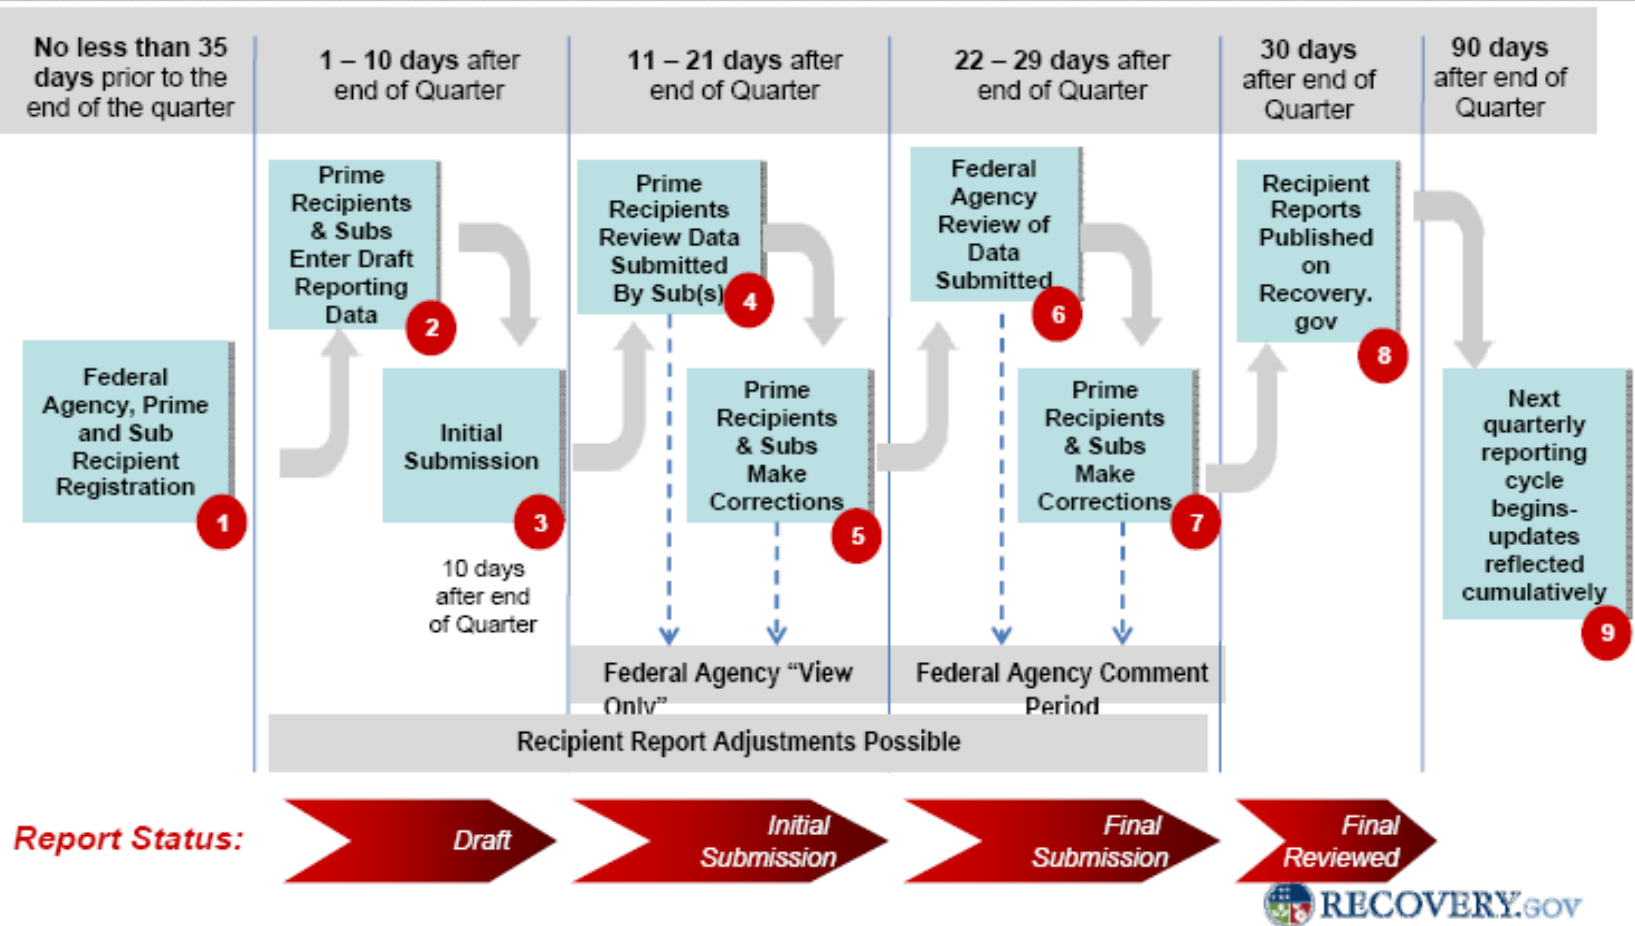 No less than 35
days prior to the
end of the quarter
1 – 10 days after
end of Quarter
11 – 21 days after
end of Quarter
22 – 29 days after
end of Quarter
30 days
after end of
Quarter
90 days
after end of
Quarter
Federal
Agency, Prime
and Sub
Recipient
Registration
1
Prime
Recipients
& Subs
Enter Draft
Reporting
Data
2
Initial
Submission
3
10 days
after end
of Quarter
Prime
Recipients
Review Data
Submitted
By Sub(s)
4
Prime
Recipients
& Subs
Make
Corrections
5
Federal
Agency
Review of
Data
Submitted
6
Prime
Recipients
& Subs
Make
Corrections
7
Recipient
Reports
Published
on
Recovery.
gov
8
Next
quarterly
reporting
cycle
begins-
updates
reflected
cumulatively
9
Federal Agency “View
Only”
Federal Agency Comment
Period
Recipient Report Adjustments Possible
Report Status:
Draft
Initial
Submission
Final
Submission
Final
Reviewed
RECOVERY.GOV